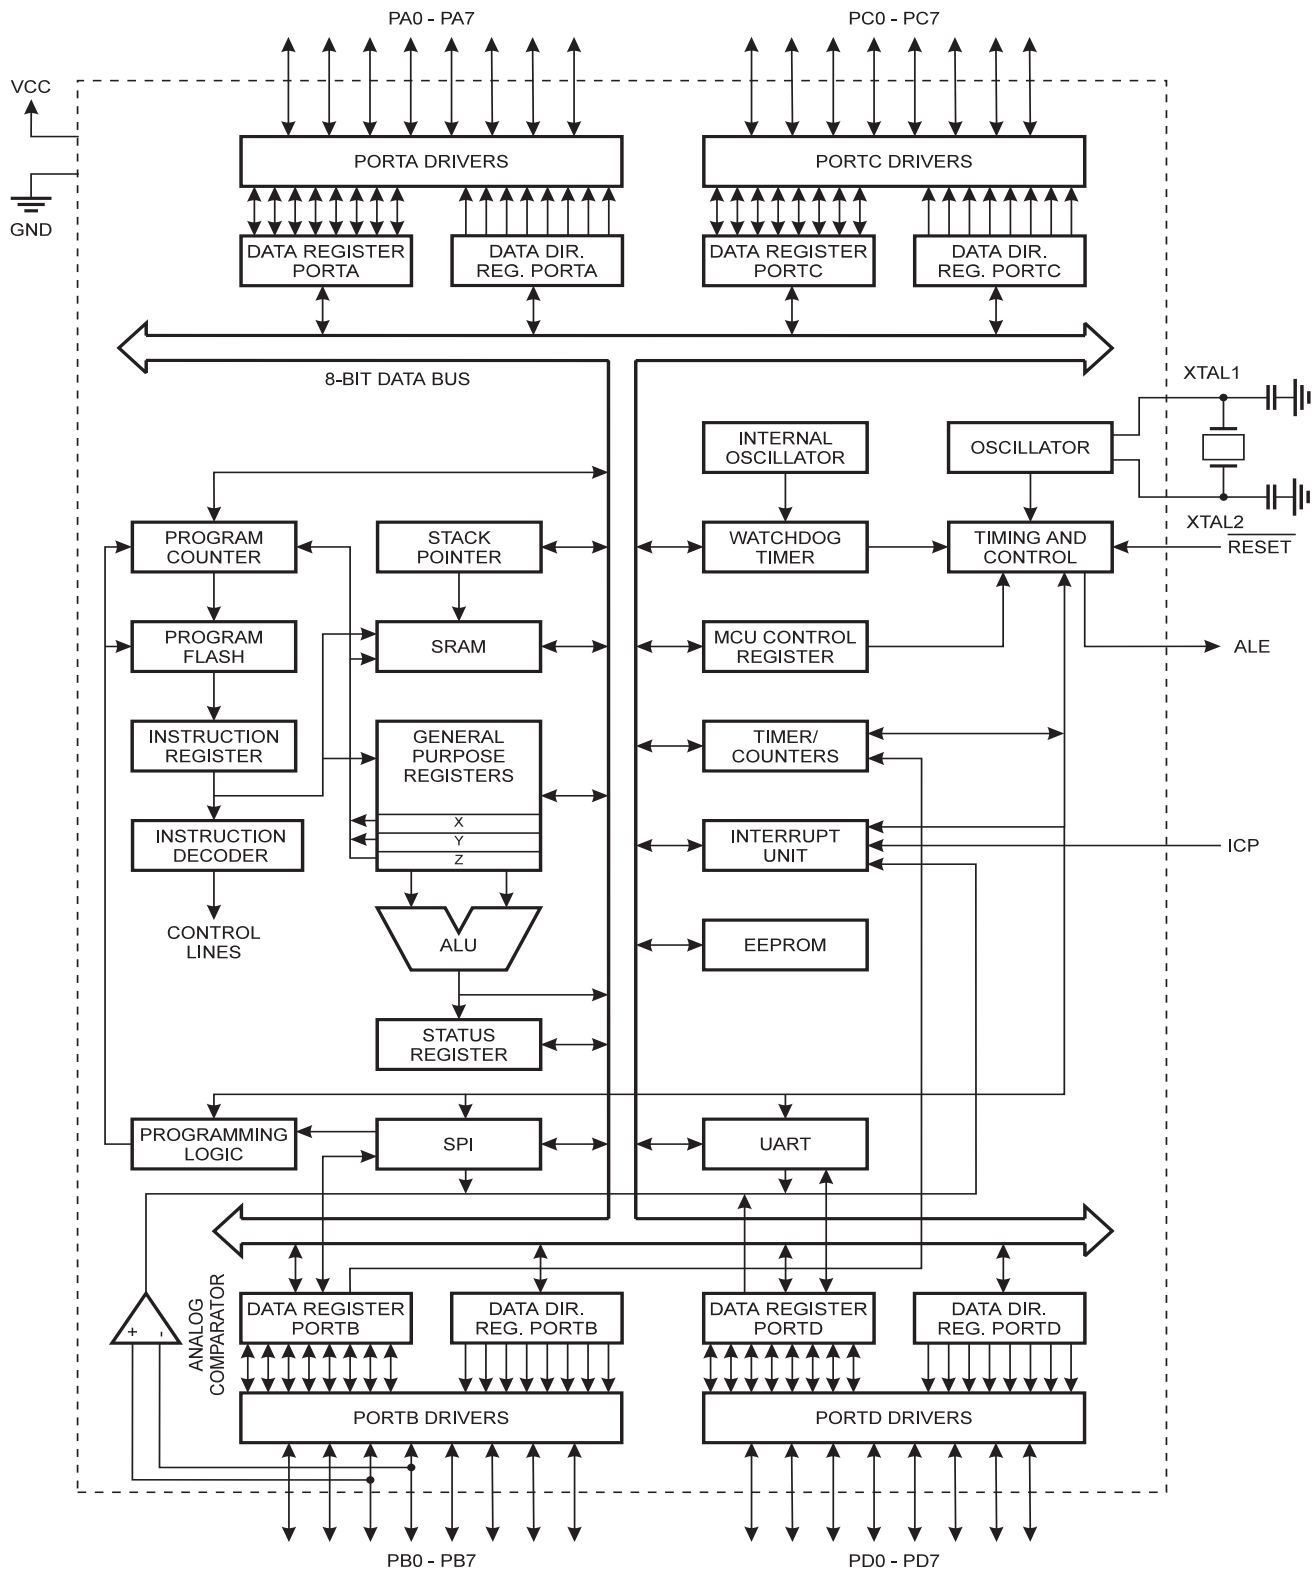 PA0 - PA7
PC0 - PC7
VCC
GND
PORTA DRIVERS
PORTC DRIVERS
DATA REGISTER
PORTA
DATA DIR.
REG. PORTA
DATA REGISTER
PORTC
DATA DIR.
REG. PORTC
8-BIT DATA BUS
XTAL1
INTERNAL
OSCILLATOR
OSCILLATOR
XTAL2
PROGRAM
COUNTER
STACK
POINTER
WATCHDOG
TIMER
TIMING AND
CONTROL
RESET
PROGRAM
FLASH
SRAM
MCU CONTROL
REGISTER
ALE
INSTRUCTION
REGISTER
GENERAL
PURPOSE
REGISTERS
X
Y
Z
TIMER/
COUNTERS
INSTRUCTION
DECODER
INTERRUPT
UNIT
ICP
CONTROL
LINES
ALU
EEPROM
STATUS
REGISTER
PROGRAMMING
LOGIC
SPI
UART
ANALOG
COMPARATOR
+
-
DATA REGISTER
PORTB
DATA DIR.
REG. PORTB
DATA REGISTER
PORTD
DATA DIR.
REG. PORTD
PORTB DRIVERS
PORTD DRIVERS
PB0 - PB7
PD0 - PD7